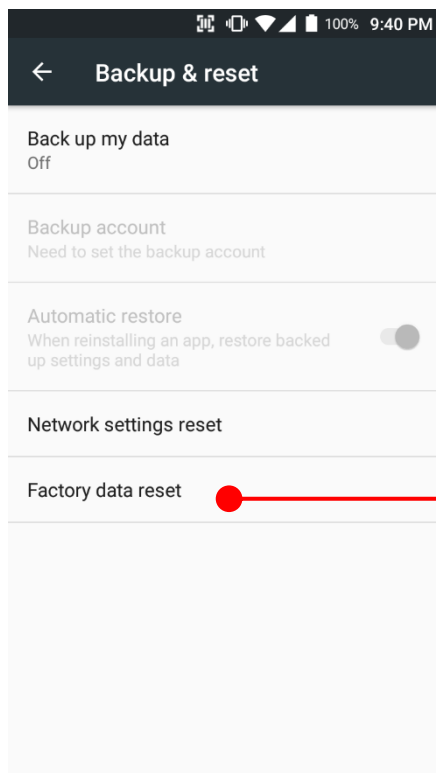 100% 9:40 PM
Backup & reset
Back up my data
Off
Backup account
Need to set the backup account
Automatic restore
When reinstalling an app, restore backed
up settings and data
Network settings reset
Factory data reset